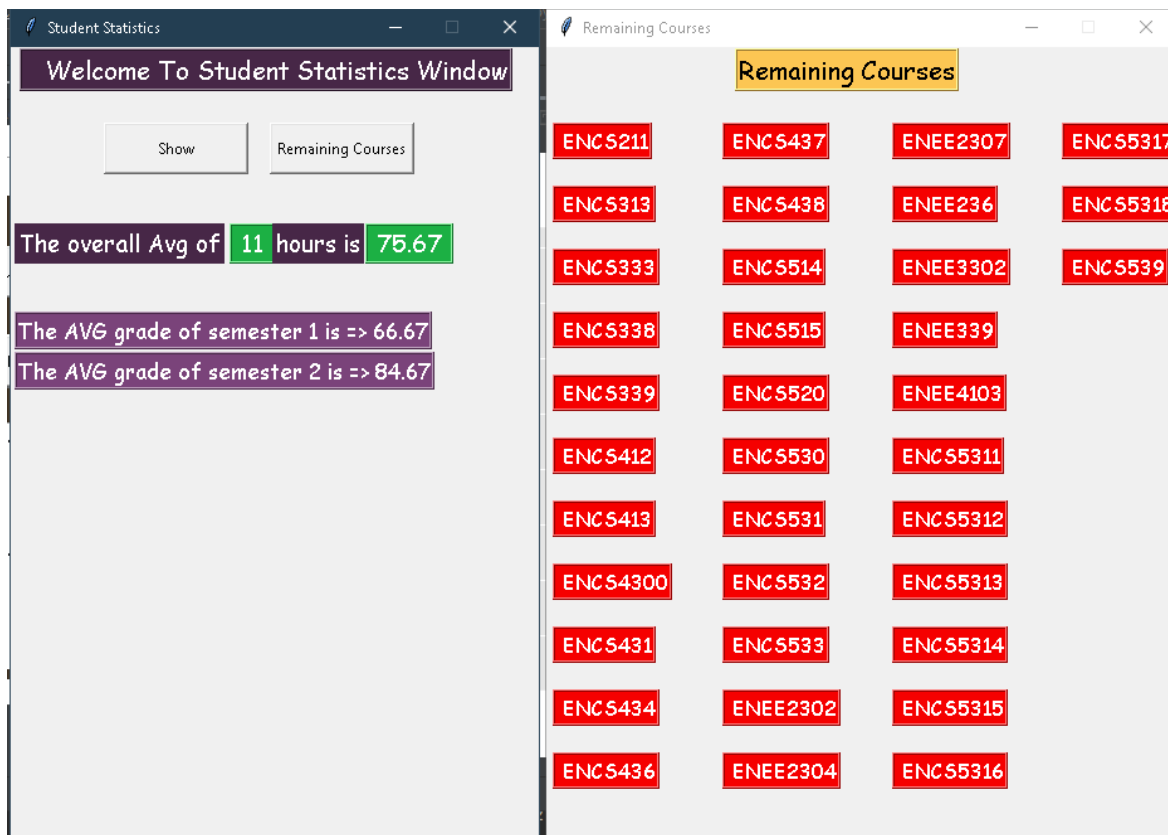 Student Statistics
Welcome To Student Statistics Window
Show Remaining Courses
The overall Avg of 11 hours is 75.67
The AVG grade of semester 1 is => 66.67
The AVG grade of semester 2 is => 84.67
Remaining Courses
Remaining Courses
ENCS211 ENCS437 ENEE2307 ENCS5317
ENCS313 ENCS438 ENEE236 ENCS5318
ENCS333 ENCS514 ENEE3302 ENCS539
ENCS338 ENCS515 ENEE339
ENCS339 ENCS520 ENEE4103
ENCS412 ENCS530 ENCS5311
ENCS413 ENCS531 ENCS5312
ENCS4300 ENCS532 ENCS5313
ENCS431 ENCS533 ENCS5314
ENCS434 ENEE2302 ENCS5315
ENCS436 ENEE2304 ENCS5316